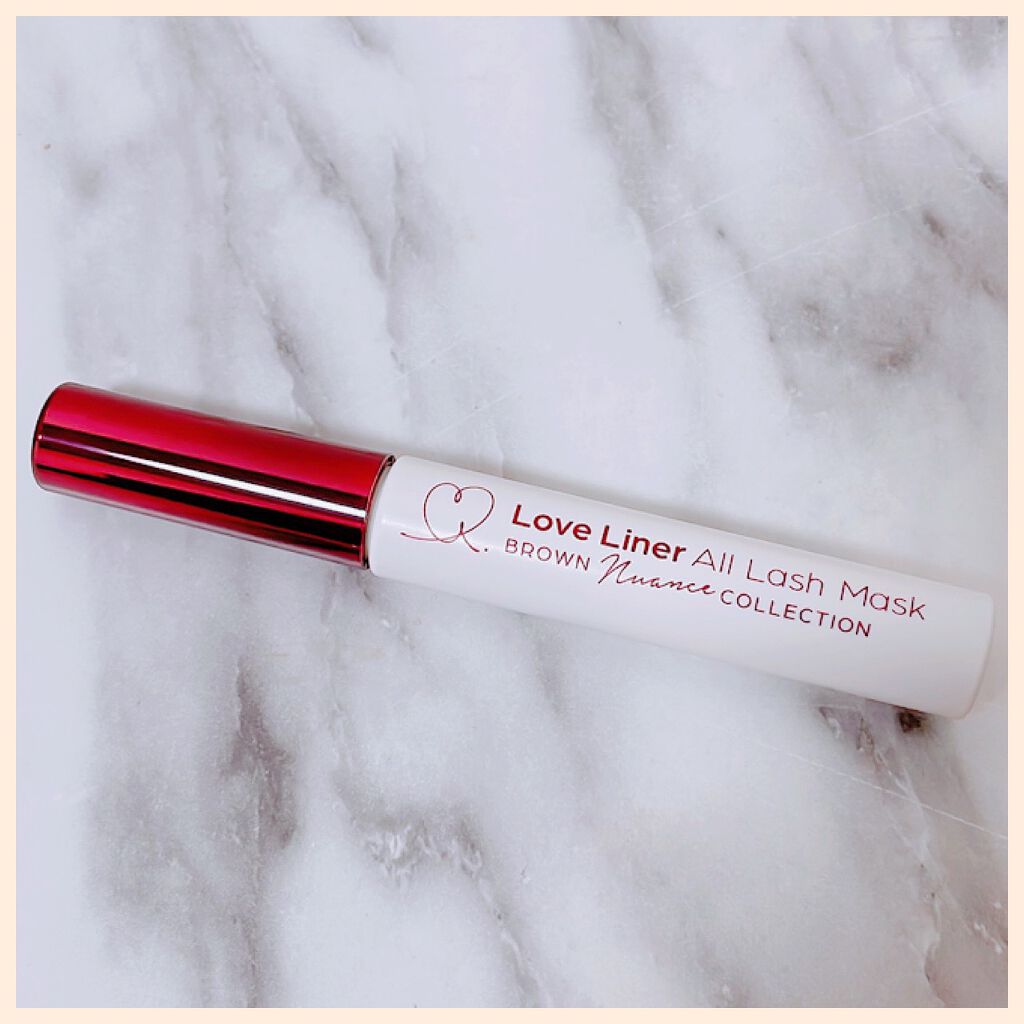 Love Liner All Lash Mask
BROWN Nuance COLLECTION